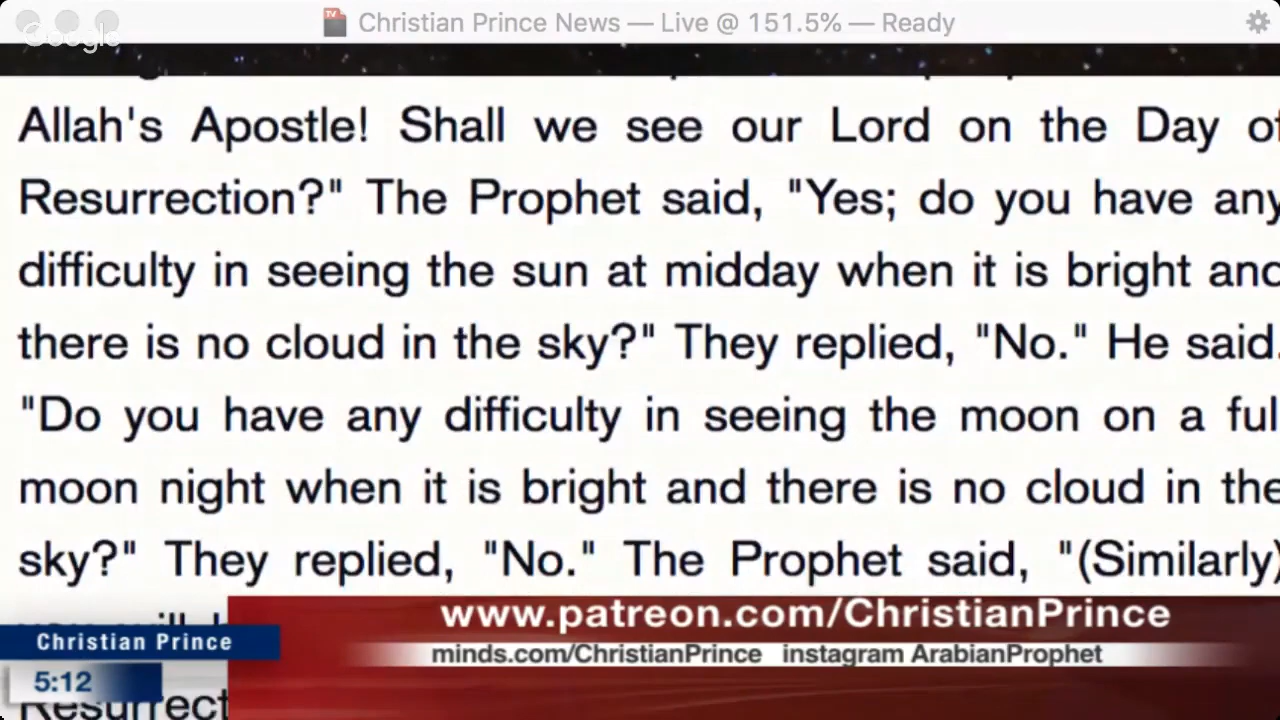 Christian Prince News — Live @ 151.5% — Ready
Google
Allah's Apostle! Shall we see our Lord on the Day of
Resurrection?" The Prophet said, "Yes; do you have any
difficulty in seeing the sun at midday when it is bright and
there is no cloud in the sky?" They replied, "No." He said,
"Do you have any difficulty in seeing the moon on a ful
moon night when it is bright and there is no cloud in the
sky?" They replied, "No." The Prophet said, "(Similarly)
www.patreon.com/ChristianPrince
Christian Prince
minds.com/ChristianPrince instagram ArabianProphet
5:12
Resurrect